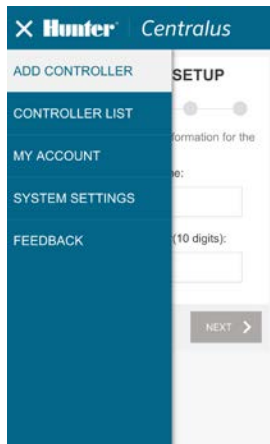 Hunter Centralus
ADD CONTROLLER
SETUP
CONTROLLER LIST
formation for the
MY ACCOUNT
e:
SYSTEM SETTINGS
FEEDBACK
(10 digits):
NEXT